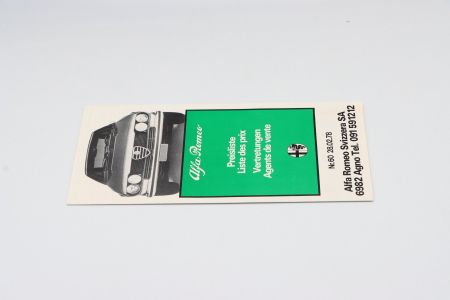 Alfa-Romeo
Preisliste
Liste des prix
Vertretungen
Agents de vente
Nr. 60 28.02.78
Alfa Romeo Svizzera SA
6982 Agno Tel. 091 591212